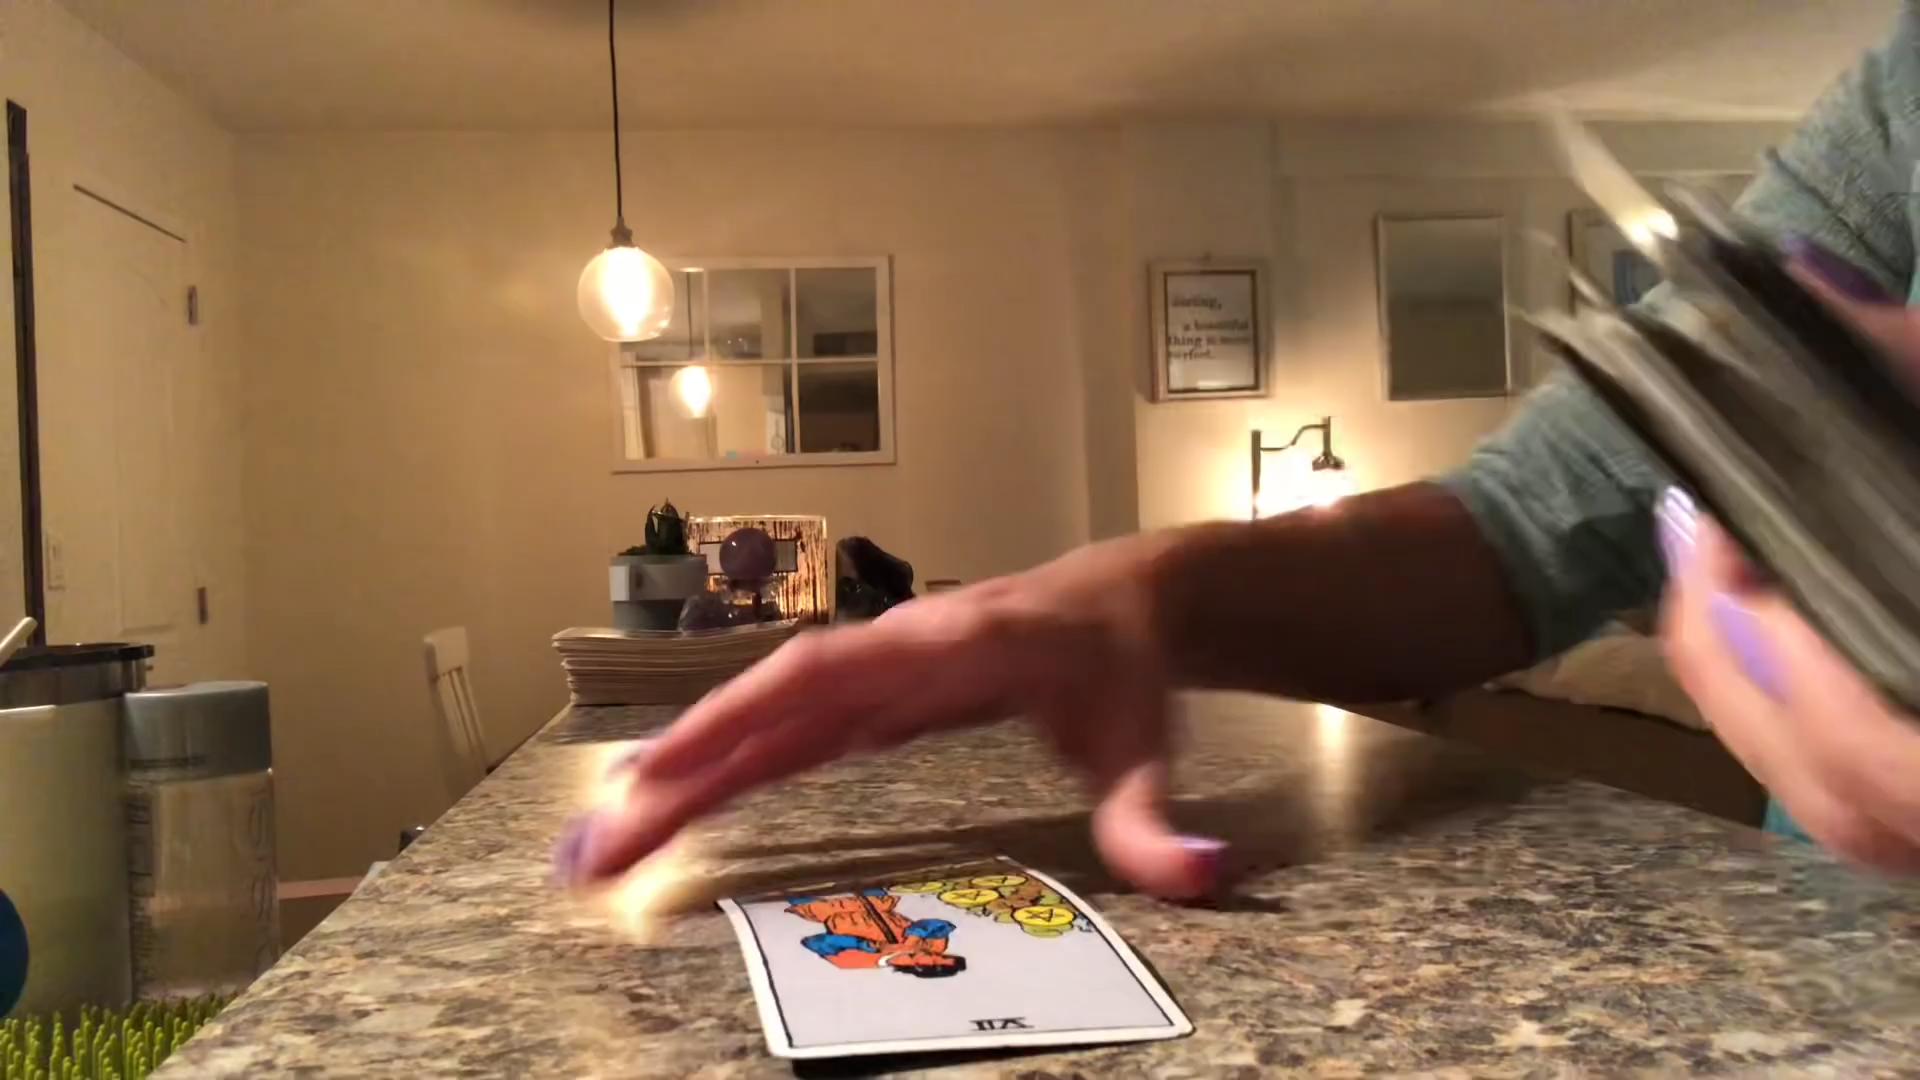 darling,
a beautiful
thing is never
perfect.
VII